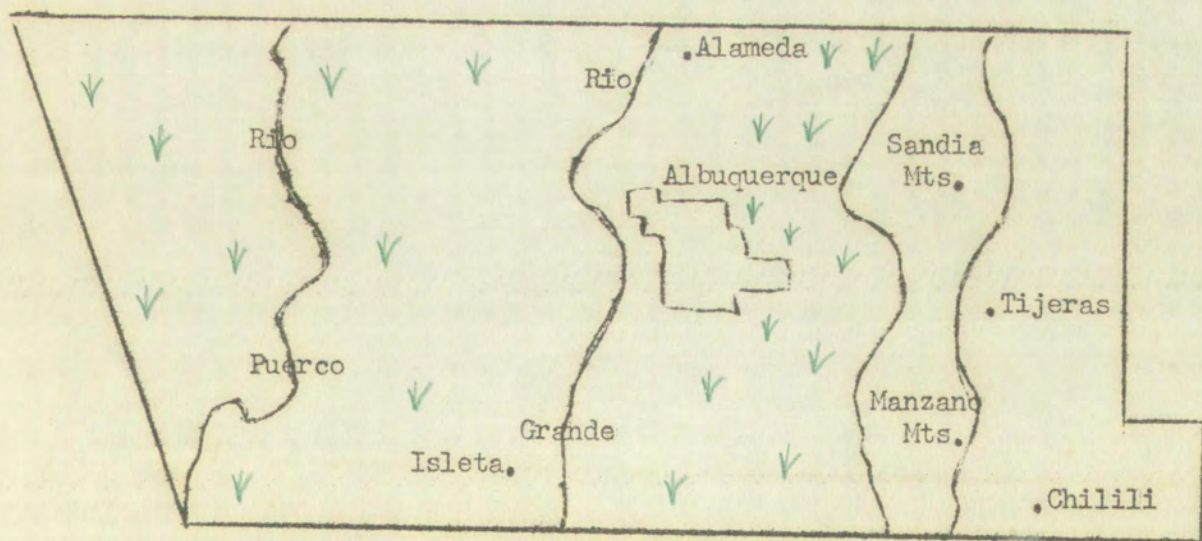 Alameda
Rio
Rio
Sandia
Mts.
Albuquerque
Tijeras
Puerco
Manzano
Mts.
Grande
Isleta
Chilili